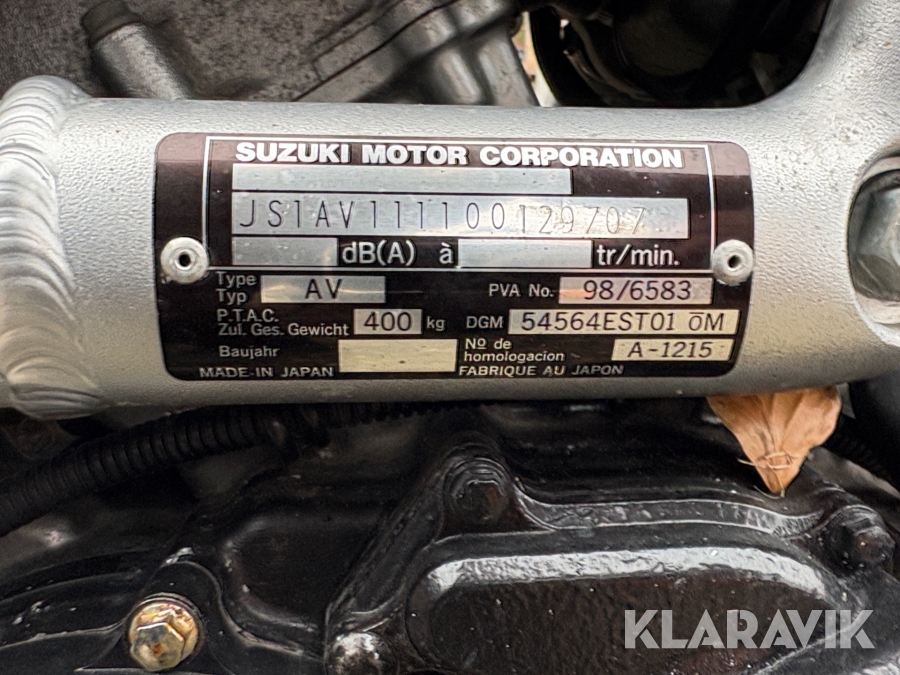 SUZUKI MOTOR CORPORATION
JS1AV111100129707
dB(A) à tr/min.
Type Typ AV PVA No. 98/6583
P.T.A.C. Zul. Ges. Gewicht 400 kg DGM 54564EST01 ŌM
Baujahr Nº de homologacion A-1215
MADE IN JAPAN FABRIQUE AU JAPON
KLARAVIK